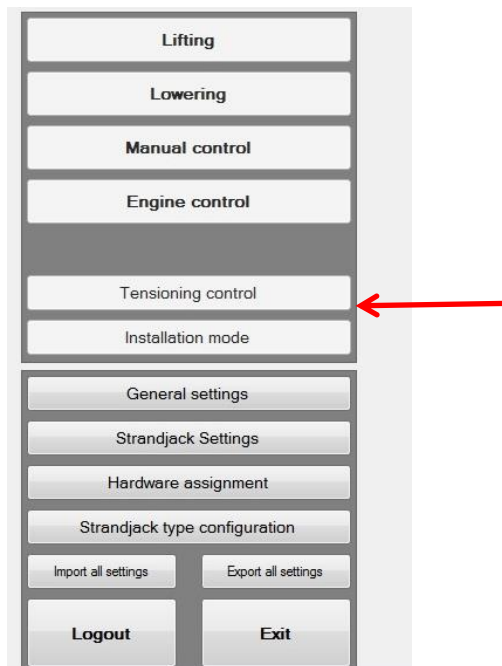 Lifting
Lowering
Manual control
Engine control
Tensioning control
Installation mode
General settings
Strandjack Settings
Hardware assignment
Strandjack type configuration
Import all settings Export all settings
Logout Exit